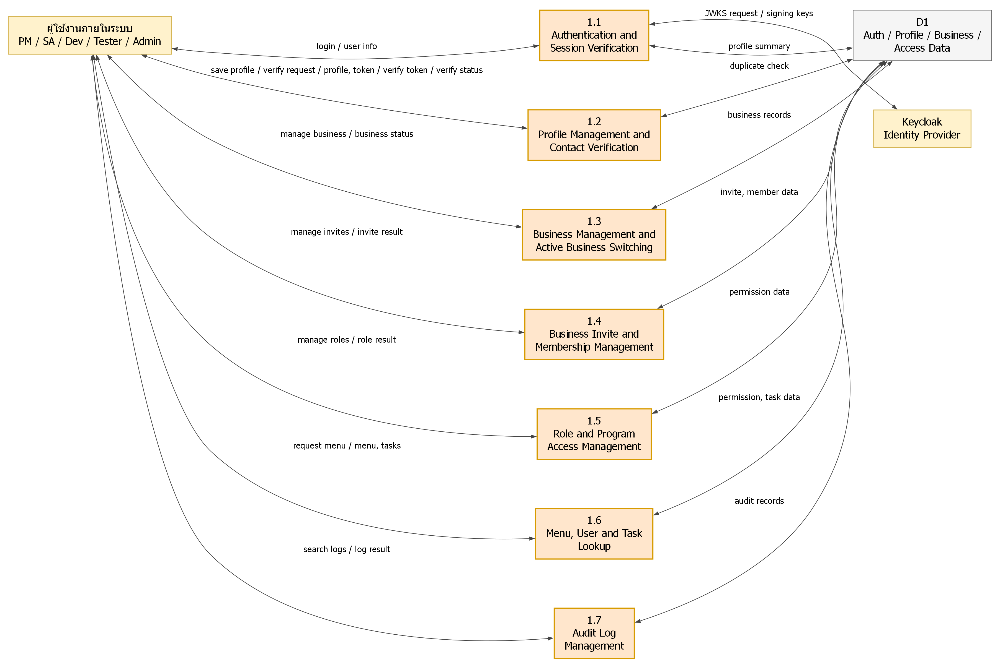 ผู้ใช้งานภายในระบบ
PM / SA / Dev / Tester / Admin
login / user info
save profile / verify request / profile, token / verify token / verify status
manage business / business status
manage invites / invite result
manage roles / role result
request menu / menu, tasks
search logs / log result
1.1
Authentication and
Session Verification
1.2
Profile Management and
Contact Verification
1.3
Business Management and
Active Business Switching
1.4
Business Invite and
Membership Management
1.5
Role and Program
Access Management
1.6
Menu, User and Task
Lookup
1.7
Audit Log
Management
JWKS request / signing keys
profile summary
duplicate check
business records
invite, member data
permission data
permission, task data
audit records
D1
Auth / Profile / Business /
Access Data
Keycloak
Identity Provider